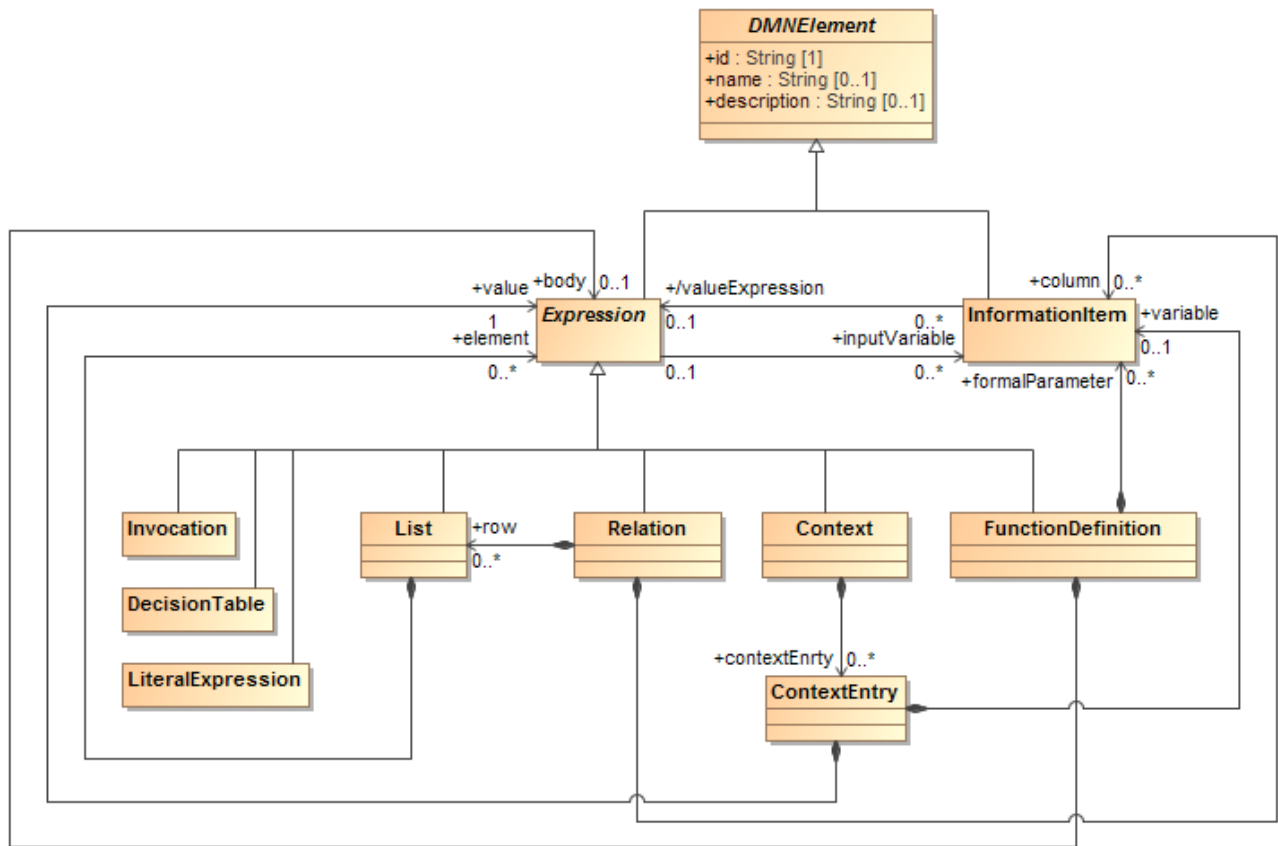 DMNElement
+id : String [1]
+name : String [0..1]
+description : String [0..1]
+value
+body
0..1
+/valueExpression
+column
0..*
1
Expression
0..1
0..*
InformationItem
+variable
+element
+inputVariable
0..1
0..*
0..1
0..*
+formalParameter
0..*
Invocation
List
+row
0..*
Relation
Context
FunctionDefinition
DecisionTable
LiteralExpression
+contextEnrty
0..*
ContextEntry